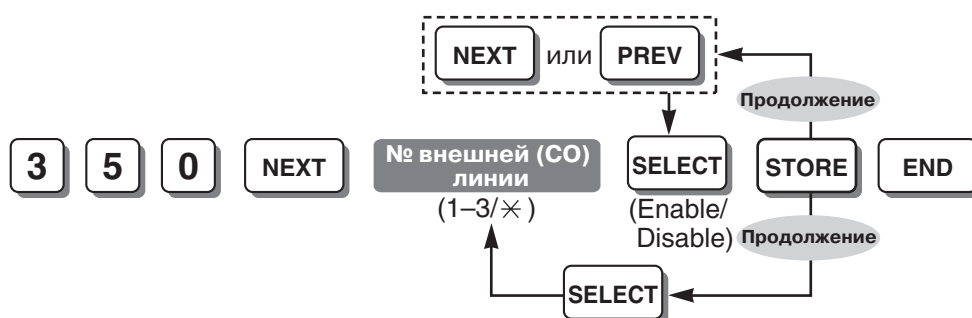 NEXT или PREV
Продолжение
3 5 0 NEXT № внешней (CO) линии SELECT STORE END
(1–3/✳)
(Enable/
Disable)
Продолжение
SELECT